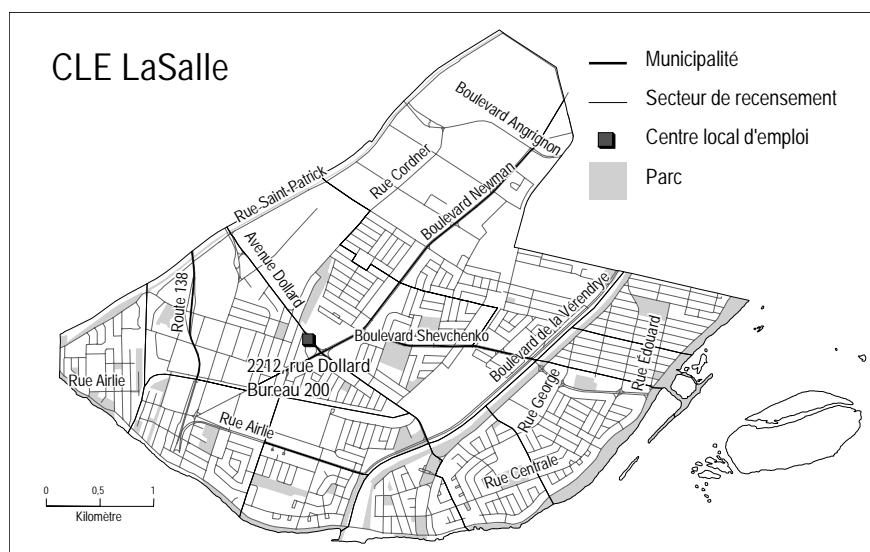 CLE LaSalle
Municipalité
Secteur de recensement
Centre local d'emploi
Parc
Boulevard Angrignon
Rue Cordner
Rue Saint-Patrick
Boulevard Newman
Avenue Dollard
Route 138
Boulevard de la Vérendrye
Boulevard Shevchenko
Rue Édouard
2212, rue Dollard
Bureau 200
Rue Airlie
Rue George
Rue Airlie
Rue Centrale
0 0,5 1
Kilomètre